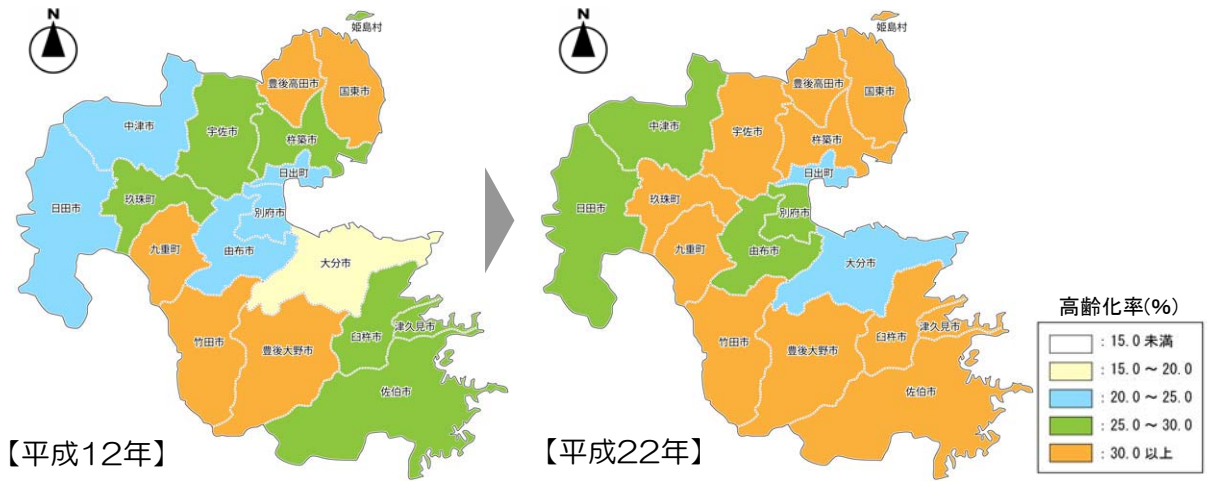 N
姫島村
豊後高田市
国東市
中津市
宇佐市
杵築市
日出町
日田市
玖珠町
別府市
九重町
由布市
大分市
竹田市
豊後大野市
臼杵市
津久見市
佐伯市
【平成12年】
N
姫島村
豊後高田市
国東市
中津市
宇佐市
杵築市
日出町
日田市
玖珠町
別府市
九重町
由布市
大分市
竹田市
豊後大野市
臼杵市
津久見市
佐伯市
【平成22年】
高齢化率(%)
: 15.0 未満
: 15.0 ～ 20.0
: 20.0 ～ 25.0
: 25.0 ～ 30.0
: 30.0 以上